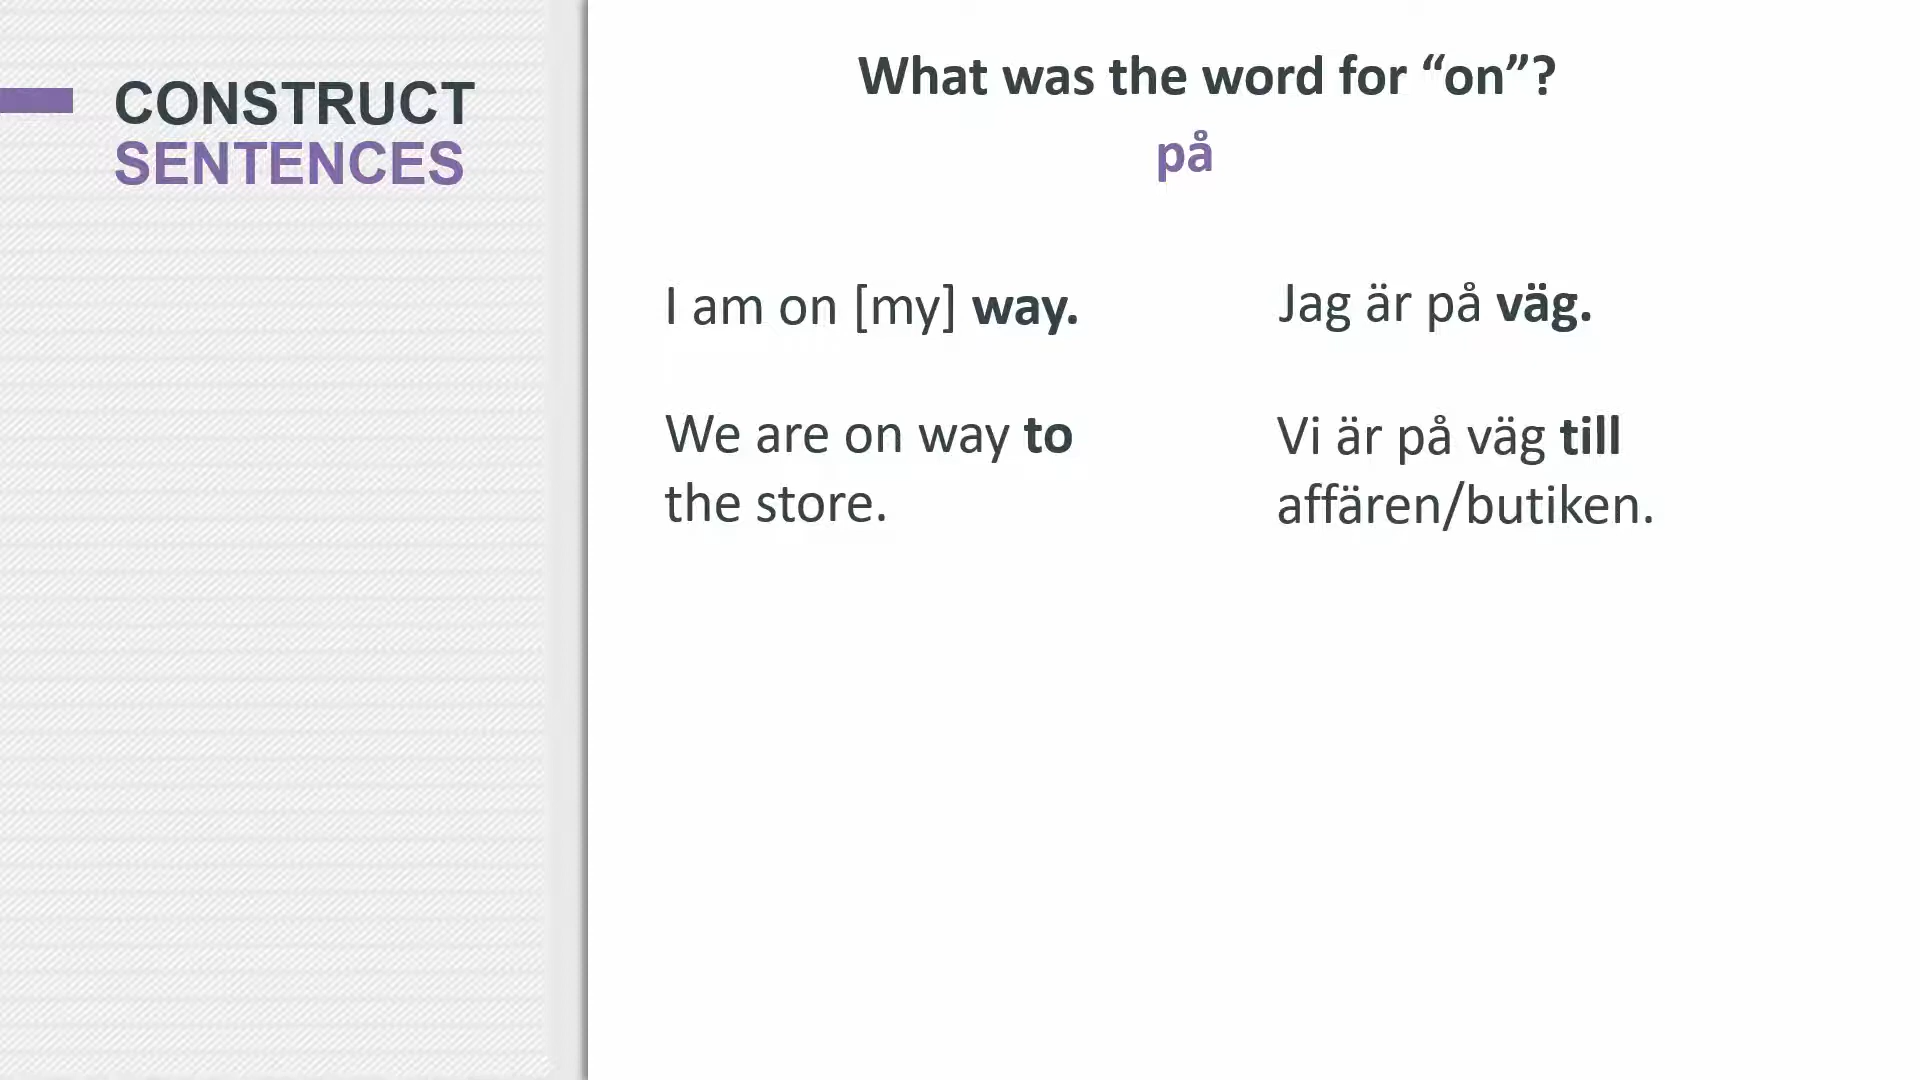 CONSTRUCT
SENTENCES
What was the word for “on”?
på
I am on [my] way.
Jag är på väg.
We are on way to
the store.
Vi är på väg till
affären/butiken.